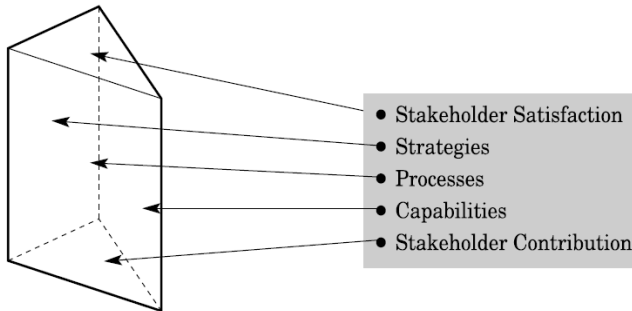 ● Stakeholder Satisfaction
● Strategies
● Processes
● Capabilities
● Stakeholder Contribution